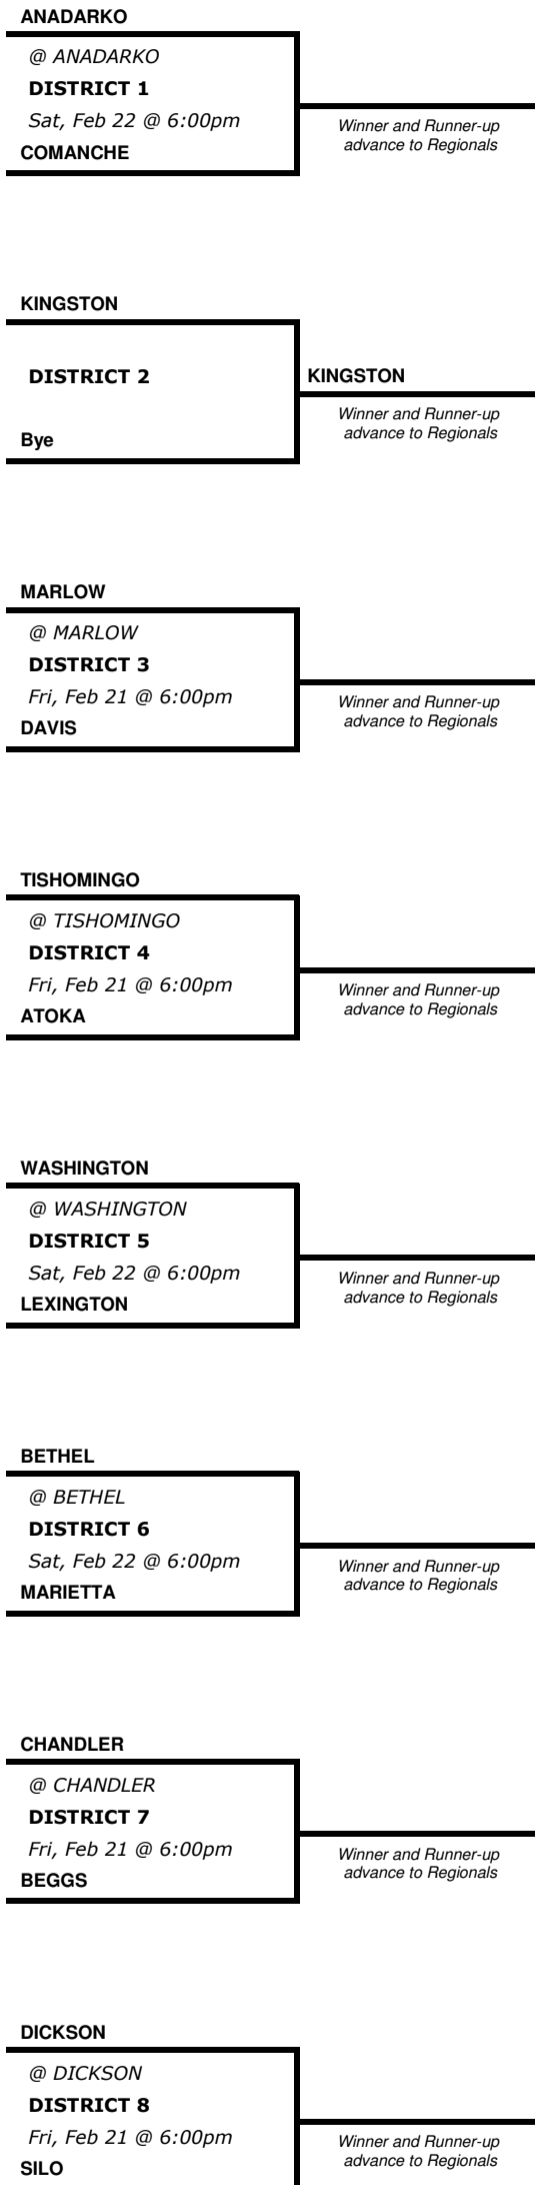 ANADARKO
@ ANADARKO
DISTRICT 1
Sat, Feb 22 @ 6:00pm
COMANCHE
Winner and Runner-up
advance to Regionals
KINGSTON
DISTRICT 2
Bye
KINGSTON
Winner and Runner-up
advance to Regionals
MARLOW
@ MARLOW
DISTRICT 3
Fri, Feb 21 @ 6:00pm
DAVIS
Winner and Runner-up
advance to Regionals
TISHOMINGO
@ TISHOMINGO
DISTRICT 4
Fri, Feb 21 @ 6:00pm
ATOKA
Winner and Runner-up
advance to Regionals
WASHINGTON
@ WASHINGTON
DISTRICT 5
Sat, Feb 22 @ 6:00pm
LEXINGTON
Winner and Runner-up
advance to Regionals
BETHEL
@ BETHEL
DISTRICT 6
Sat, Feb 22 @ 6:00pm
MARIETTA
Winner and Runner-up
advance to Regionals
CHANDLER
@ CHANDLER
DISTRICT 7
Fri, Feb 21 @ 6:00pm
BEGGS
Winner and Runner-up
advance to Regionals
DICKSON
@ DICKSON
DISTRICT 8
Fri, Feb 21 @ 6:00pm
SILO
Winner and Runner-up
advance to Regionals